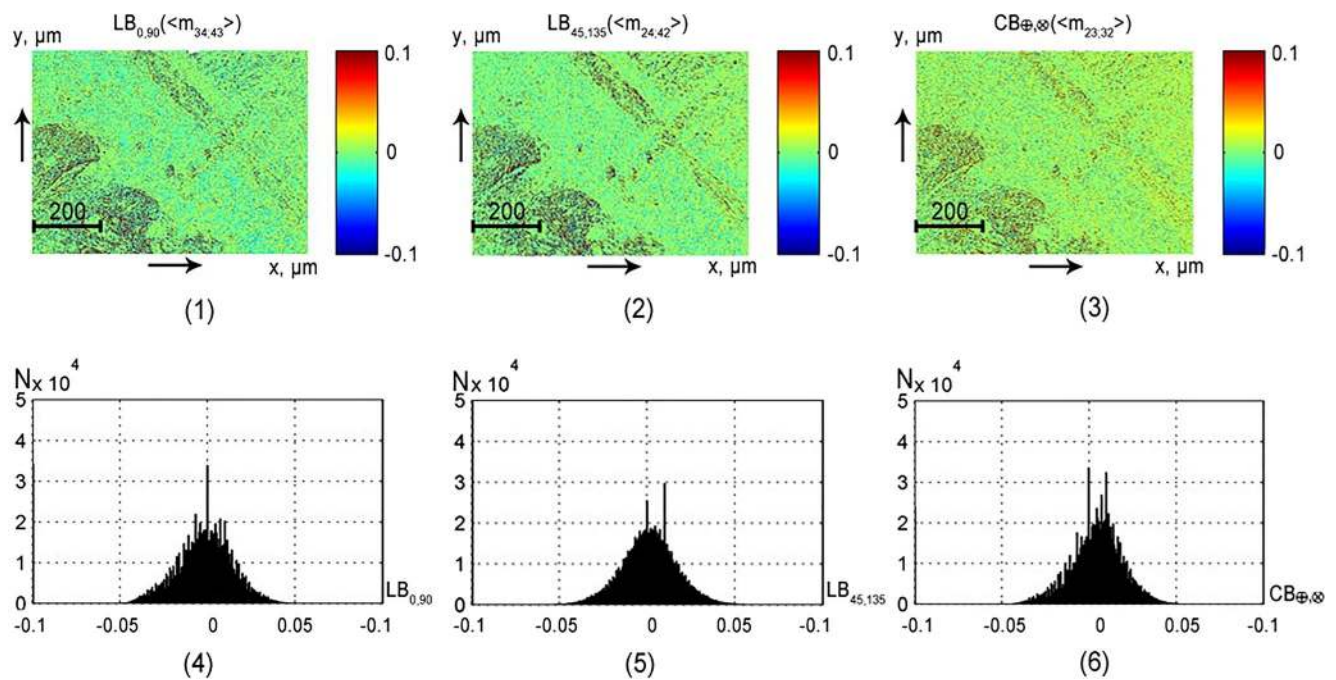 LB0,90(<m34;43>)
y, µm
0.1
0
-0.1
200
x, µm
(1)
LB45,135(<m24;42>)
y, µm
0.1
0
-0.1
200
x, µm
(2)
CB⊕,⊗(<m23;32>)
y, µm
0.1
0
-0.1
200
x, µm
(3)
Nx 10 4
5
4
3
2
1
0
-0.1 -0.05 0 0.05 -0.1
LB0,90
(4)
Nx 10 4
5
4
3
2
1
0
-0.1 -0.05 0 0.05 -0.1
LB45,135
(5)
Nx 10 4
5
4
3
2
1
0
-0.1 -0.05 0 0.05 -0.1
CB⊕,⊗
(6)